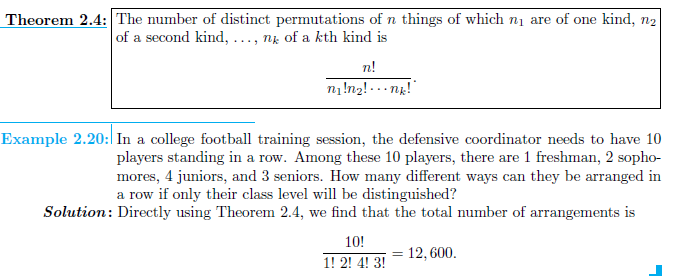 Theorem 2.4: The number of distinct permutations of n things of which n₁ are of one kind, n₂
of a second kind, ..., nₖ of a kth kind is
n!
n₁!n₂! ··· nₖ!.
Example 2.20: In a college football training session, the defensive coordinator needs to have 10
players standing in a row. Among these 10 players, there are 1 freshman, 2 sopho-
mores, 4 juniors, and 3 seniors. How many different ways can they be arranged in
a row if only their class level will be distinguished?
Solution: Directly using Theorem 2.4, we find that the total number of arrangements is
10!
1! 2! 4! 3! = 12,600.